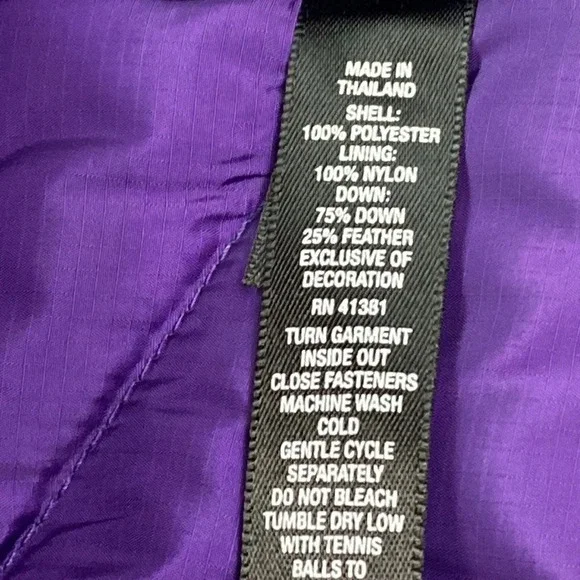 MADE IN
THAILAND
SHELL:
100% POLYESTER
LINING:
100% NYLON
DOWN:
75% DOWN
25% FEATHER
EXCLUSIVE OF
DECORATION
RN 41381
TURN GARMENT
INSIDE OUT
CLOSE FASTENERS
MACHINE WASH
COLD
GENTLE CYCLE
SEPARATELY
DO NOT BLEACH
TUMBLE DRY LOW
WITH TENNIS
BALLS TO